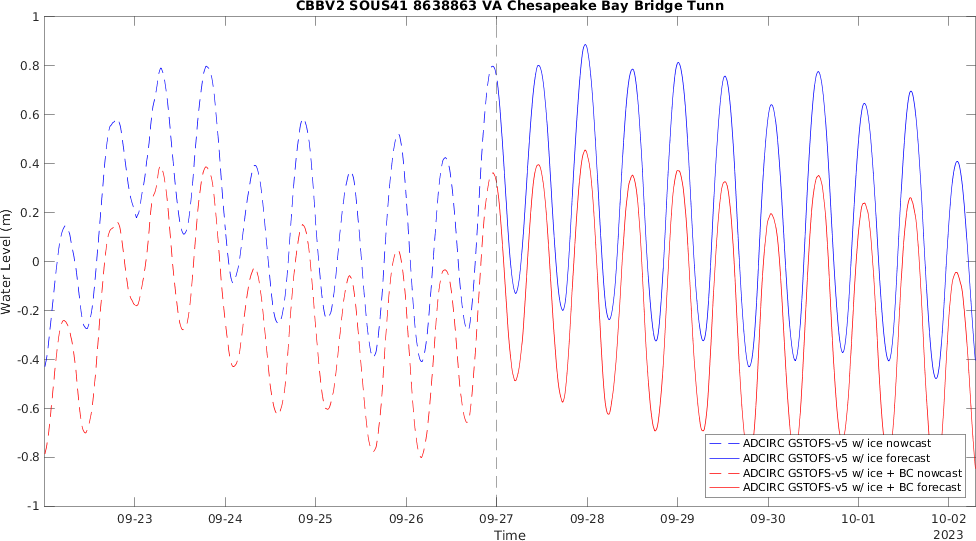 CBBV2 SOUS41 8638863 VA Chesapeake Bay Bridge Tunn
1
0.8
0.6
0.4
0.2
0
-0.2
-0.4
-0.6
-0.8
-1
Water Level (m)
ADCIRC GSTOFS-v5 w/ ice nowcast
ADCIRC GSTOFS-v5 w/ ice forecast
ADCIRC GSTOFS-v5 w/ ice + BC nowcast
ADCIRC GSTOFS-v5 w/ ice + BC forecast
09-23 09-24 09-25 09-26 09-27 09-28 09-29 09-30 10-01 10-02
Time 2023